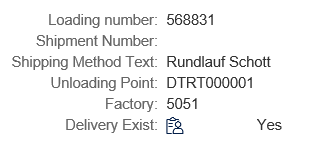 Loading number: 568831
Shipment Number:
Shipping Method Text: Rundlauf Schott
Unloading Point: DTRT000001
Factory: 5051
Delivery Exist: Yes